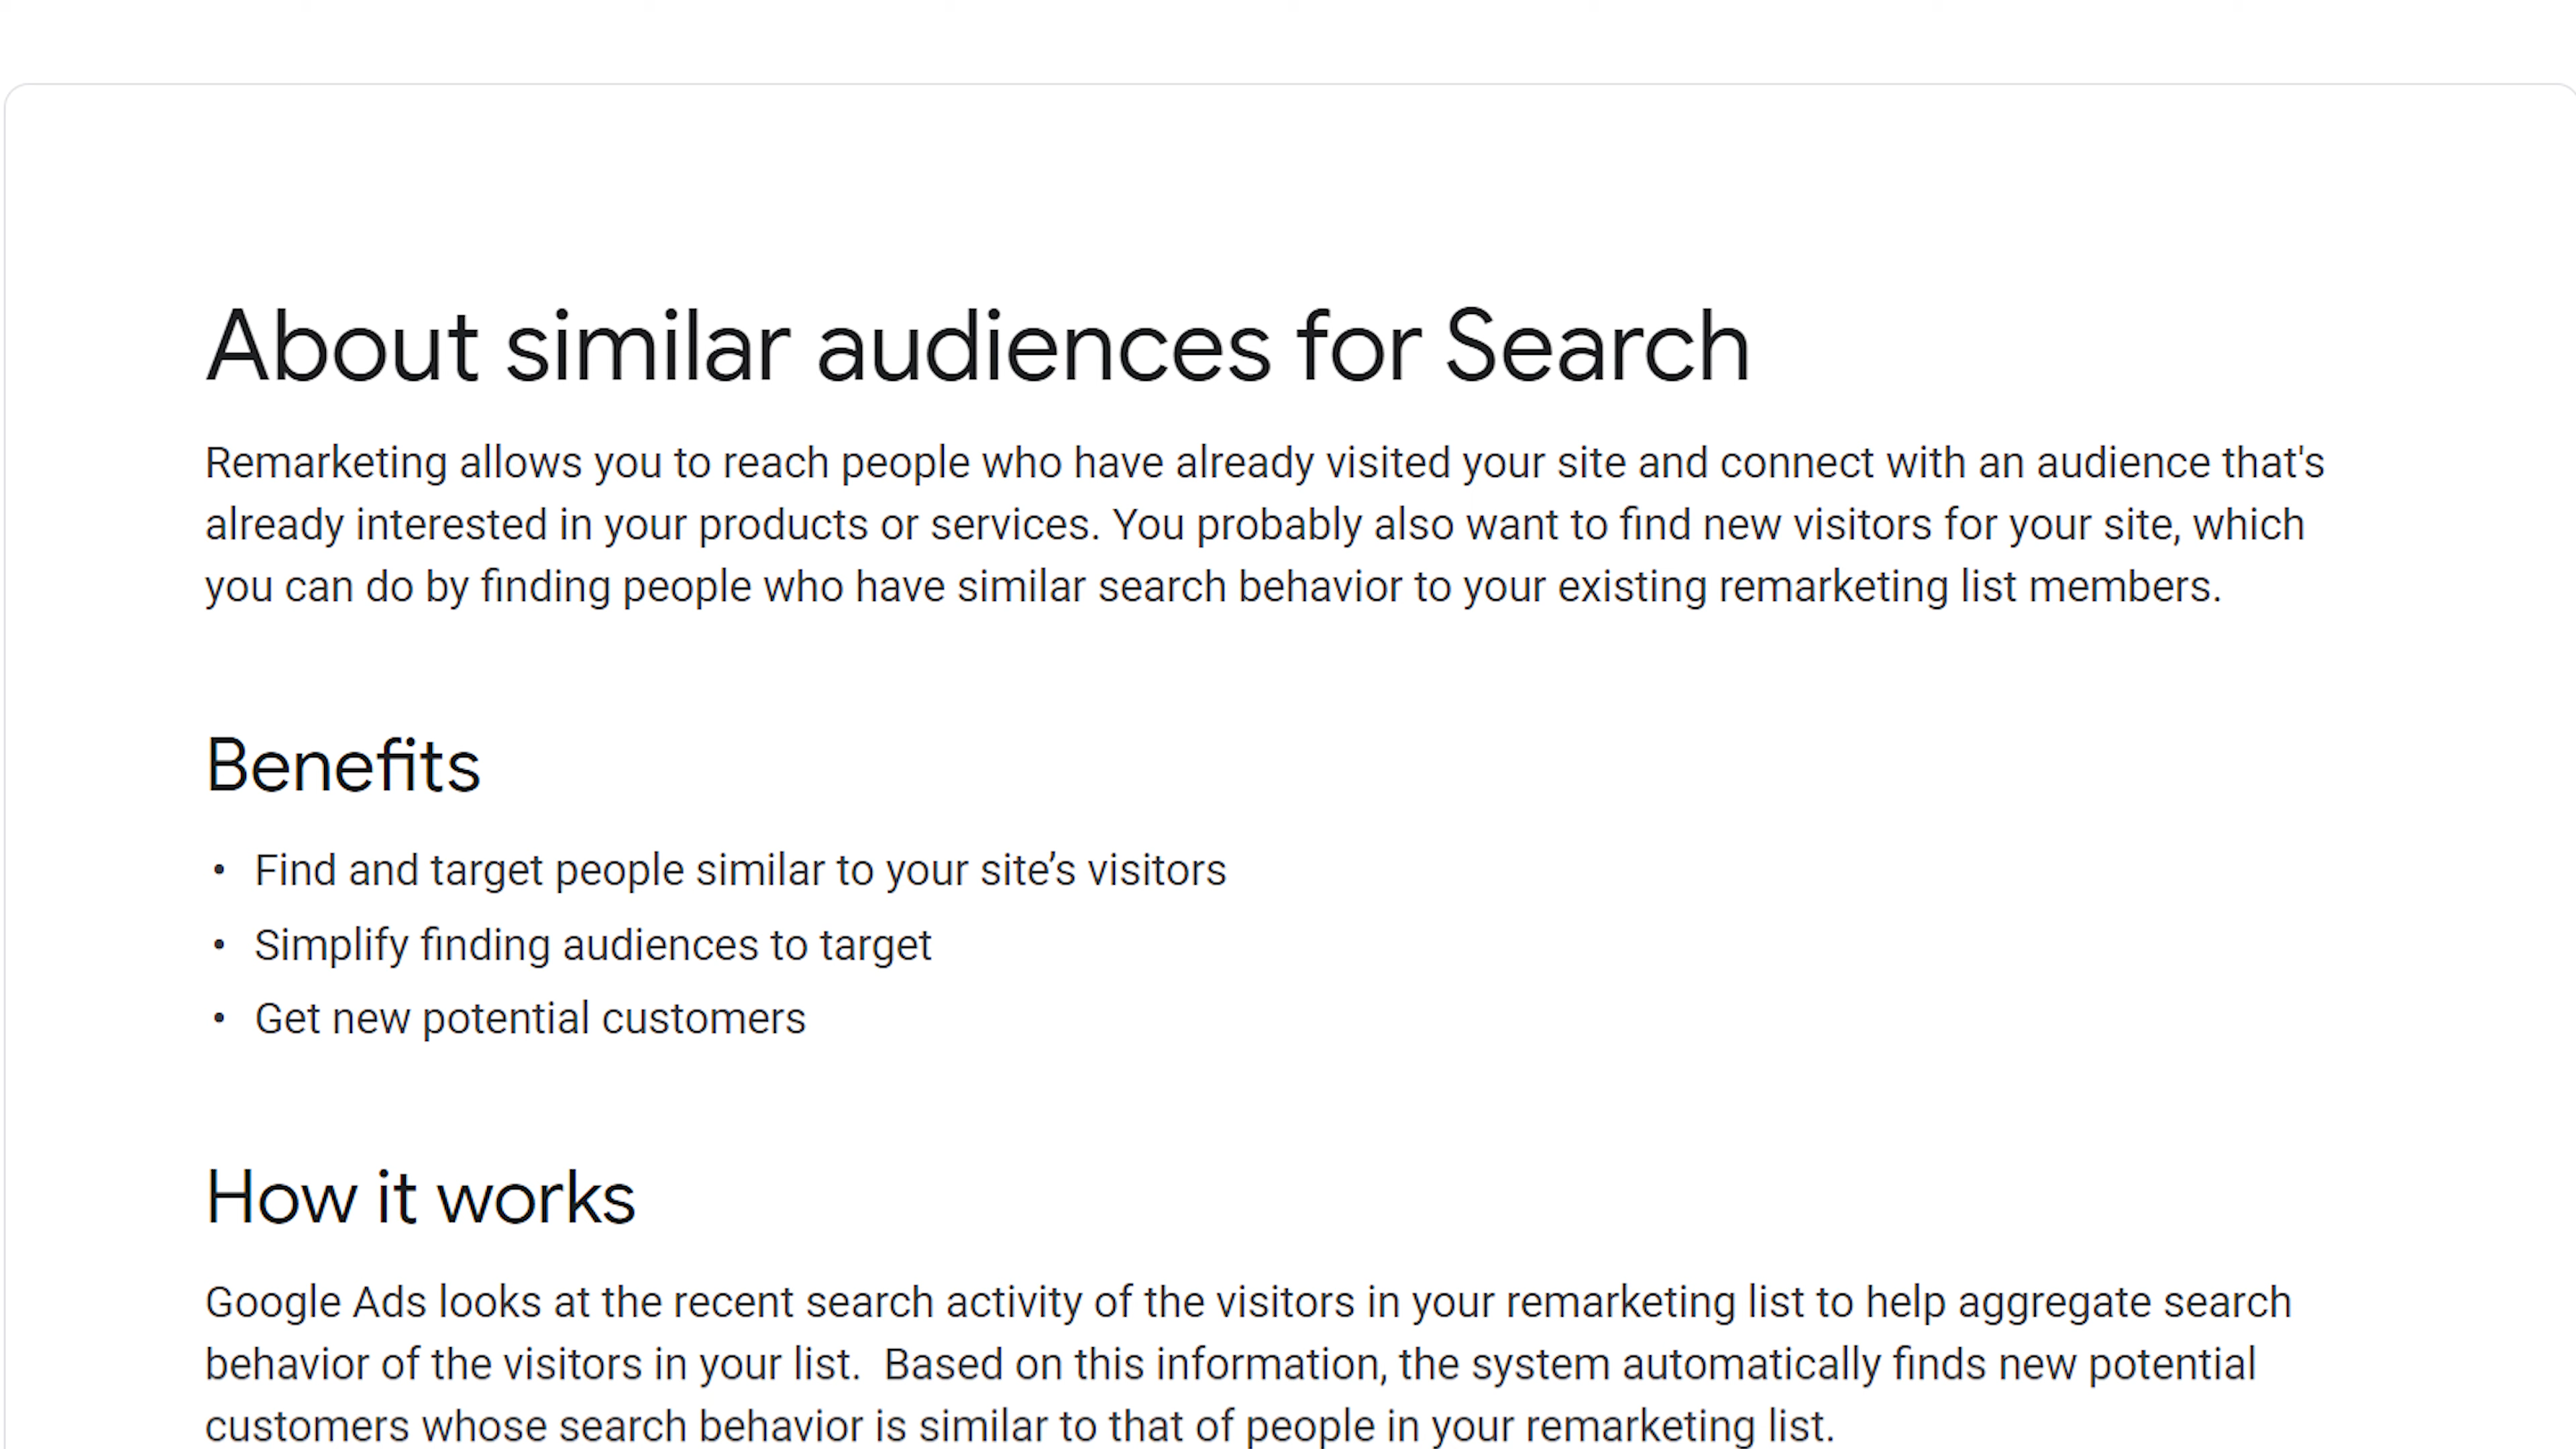 About similar audiences for Search
Remarketing allows you to reach people who have already visited your site and connect with an audience that's
already interested in your products or services. You probably also want to find new visitors for your site, which
you can do by finding people who have similar search behavior to your existing remarketing list members.
Benefits
• Find and target people similar to your site’s visitors
• Simplify finding audiences to target
• Get new potential customers
How it works
Google Ads looks at the recent search activity of the visitors in your remarketing list to help aggregate search
behavior of the visitors in your list.  Based on this information, the system automatically finds new potential
customers whose search behavior is similar to that of people in your remarketing list.